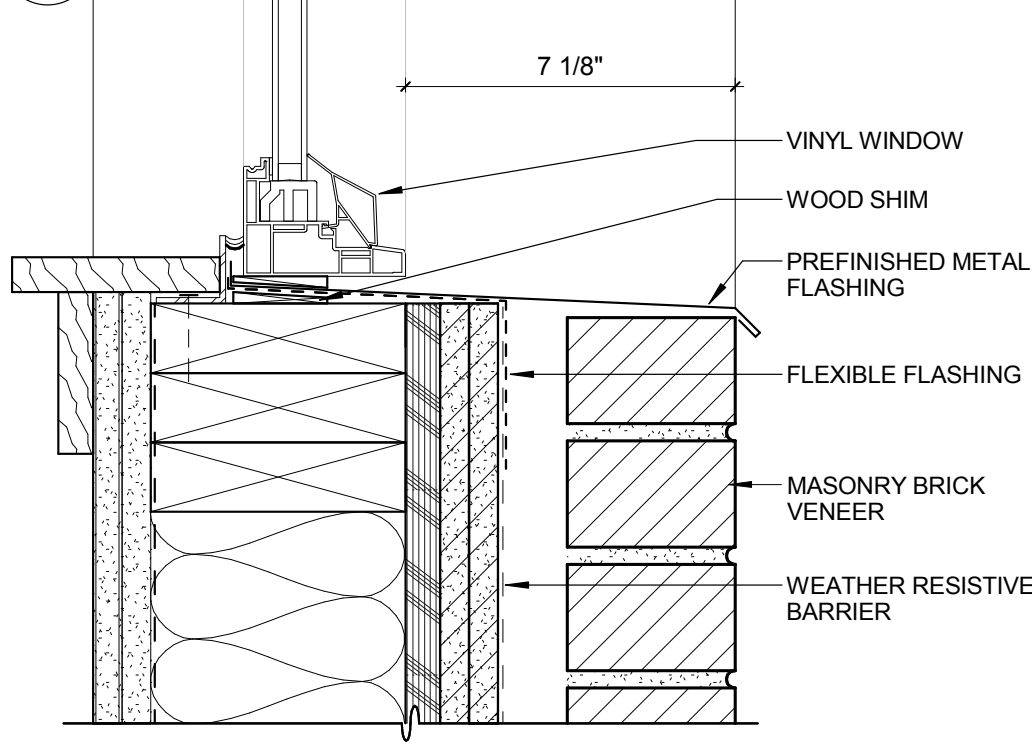 7 1/8"
VINYL WINDOW
WOOD SHIM
PREFINISHED METAL
FLASHING
FLEXIBLE FLASHING
MASONRY BRICK
VENEER
WEATHER RESISTIVE
BARRIER